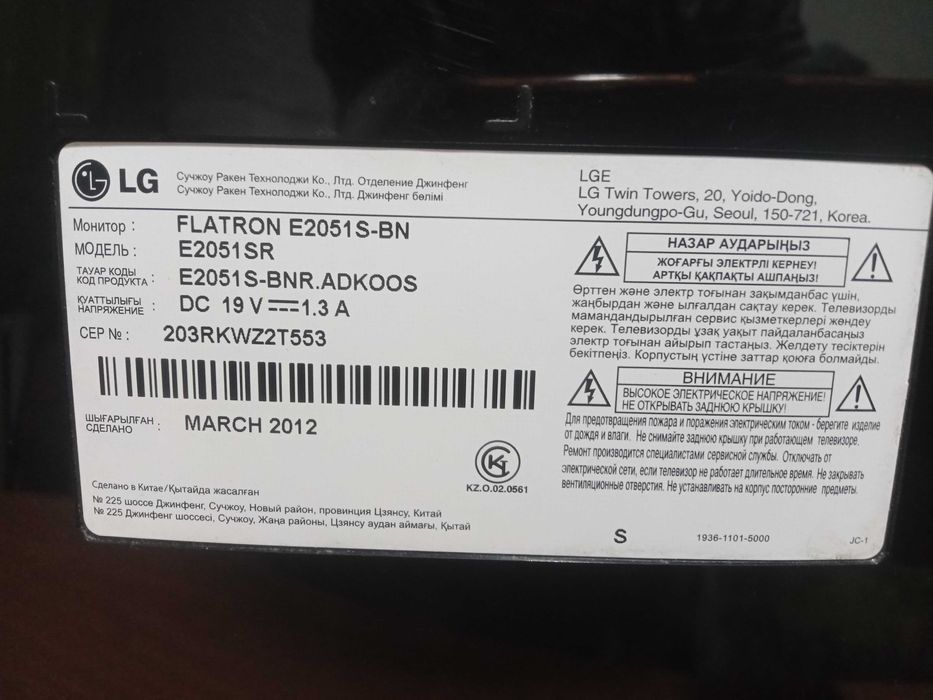 LG
Сучжоу Ракен Технолоджи Ко., Лтд. Отделение Джинфенг
Сучжоу Ракен Технолоджи Ко., Лтд. Джинфенг бөлімі
LGE
LG Twin Towers, 20, Yoido-Dong,
Youngdungpo-Gu, Seoul, 150-721, Korea.
Монитор : FLATRON E2051S-BN
МОДЕЛЬ : E2051SR
ТАУАР КОДЫ
КОД ПРОДУКТА : E2051S-BNR.ADKOOS
ҚУАТТЫЛЫҒЫ
НАПРЯЖЕНИЕ : DC 19 V 1.3 A
СЕР № : 203RKWZ2T553
ШЫҒАРЫЛҒАН
СДЕЛАНО : MARCH 2012
KZ.O.02.0561
Сделано в Китае/Қытайда жасалған
№ 225 шоссе Джинфенг, Сучжоу, Новый район, провинция Цзянсу, Китай
№ 225 Джинфенг шоссесі, Сучжоу, Жаңа районы, Цзянсу аудан аймағы, Қытай
НАЗАР АУДАРЫҢЫЗ
ЖОҒАРҒЫ ЭЛЕКТРЛІ КЕРНЕУ!
АРТҚЫ ҚАҚПАҚТЫ АШПАҢЫЗ!
Өрттен және электр тоғынан зақымданбас үшін,
жаңбырдан және ылғалдан сақтау керек. Телевизорды
мамандандырылған сервис қызметкерлері жөндеу
керек. Телевизорды ұзақ уақыт пайдаланбасаңыз
электр тоғынан айырып тастаңыз. Желдету тесіктерін
бекітпеңіз. Корпустың үстіне заттар қоюға болмайды.
ВНИМАНИЕ
ВЫСОКОЕ ЭЛЕКТРИЧЕСКОЕ НАПРЯЖЕНИЕ!
НЕ ОТКРЫВАТЬ ЗАДНЮЮ КРЫШКУ!
Для предотвращения пожара и поражения электрическим током - берегите изделие
от дождя и влаги. Не снимайте заднюю крышку при работающем телевизоре.
Ремонт производится специалистами сервисной службы. Отключать от
электрической сети, если телевизор не работает длительное время. Не закрывать
вентиляционные отверстия. Не устанавливать на корпус посторонние предметы.
S
1936-1101-5000
JC-1